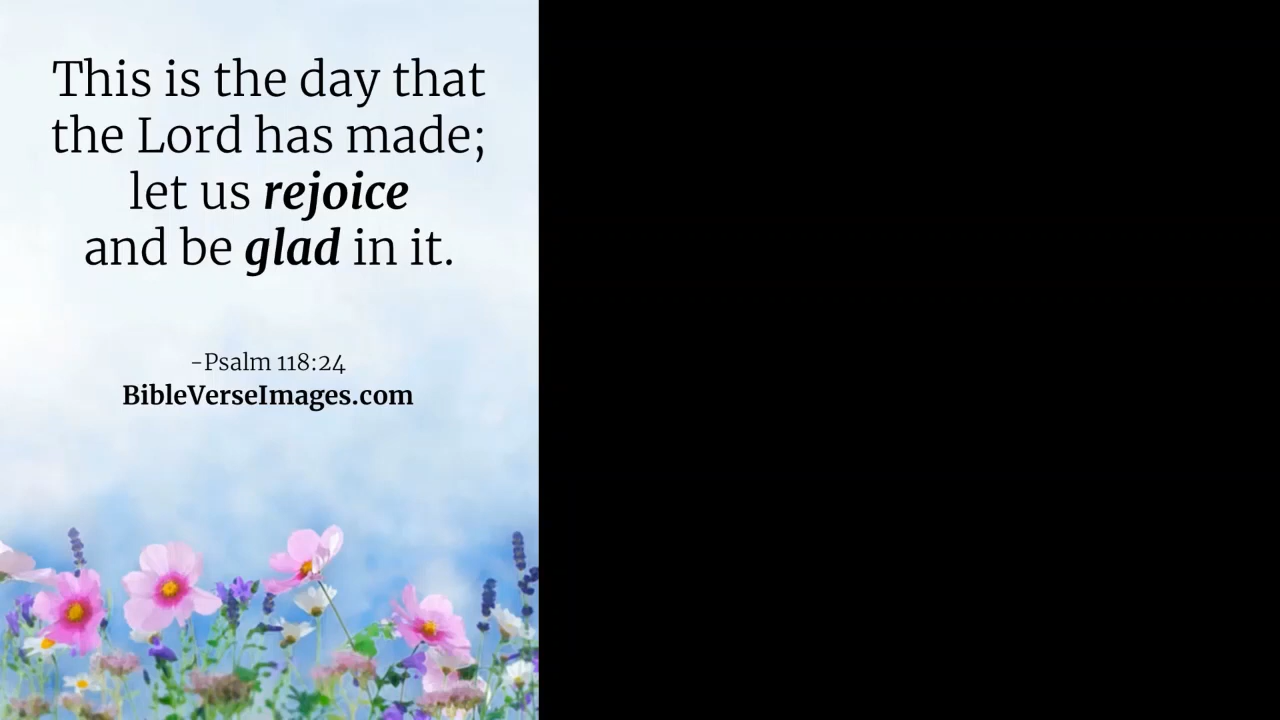 This is the day that
the Lord has made;
let us rejoice
and be glad in it.
-Psalm 118:24
BibleVerseImages.com